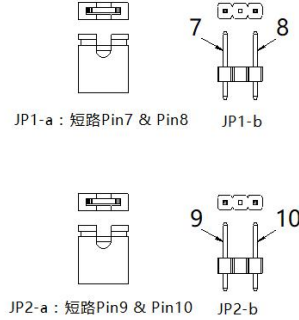 7 8
JP1-a：短路Pin7 & Pin8 JP1-b
9 10
JP2-a：短路Pin9 & Pin10 JP2-b